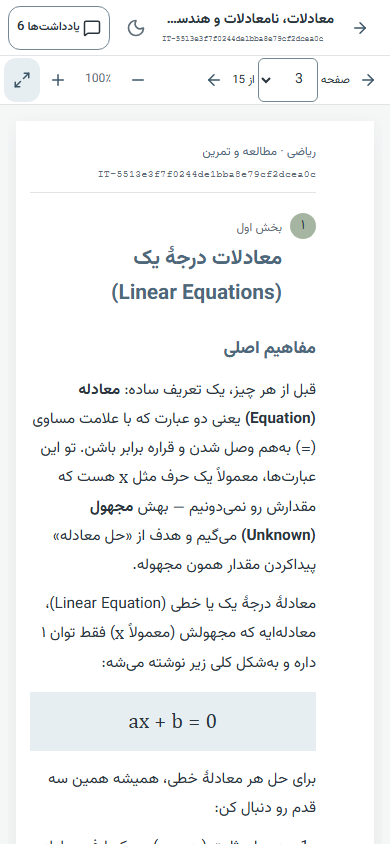 معادلات، نامعادلات و هندس...
IT-5513e3f7f0244de1bba8e79cf2dcea0c
یادداشت‌ها 6
صفحه 3 از 15
100٪
ریاضی · مطالعه و تمرین
IT-5513e3f7f0244de1bba8e79cf2dcea0c
۱
بخش اول
معادلات درجهٔ یک
(Linear Equations)
مفاهیم اصلی
قبل از هر چیز، یک تعریف ساده: معادله
(Equation) یعنی دو عبارت که با علامت مساوی
(=) به‌هم وصل شدن و قراره برابر باشن. تو این
عبارت‌ها، معمولاً یک حرف مثل x هست که
مقدارش رو نمی‌دونیم — بهش مجهول
(Unknown) می‌گیم و هدف از «حل معادله»
پیداکردن مقدار همون مجهوله.
معادلهٔ درجهٔ یک یا خطی (Linear Equation)،
معادله‌ایه که مجهولش (معمولاً x) فقط توان ۱
داره و به‌شکل کلی زیر نوشته می‌شه:
ax + b = 0
برای حل هر معادلهٔ خطی، همیشه همین سه
قدم رو دنبال کن: